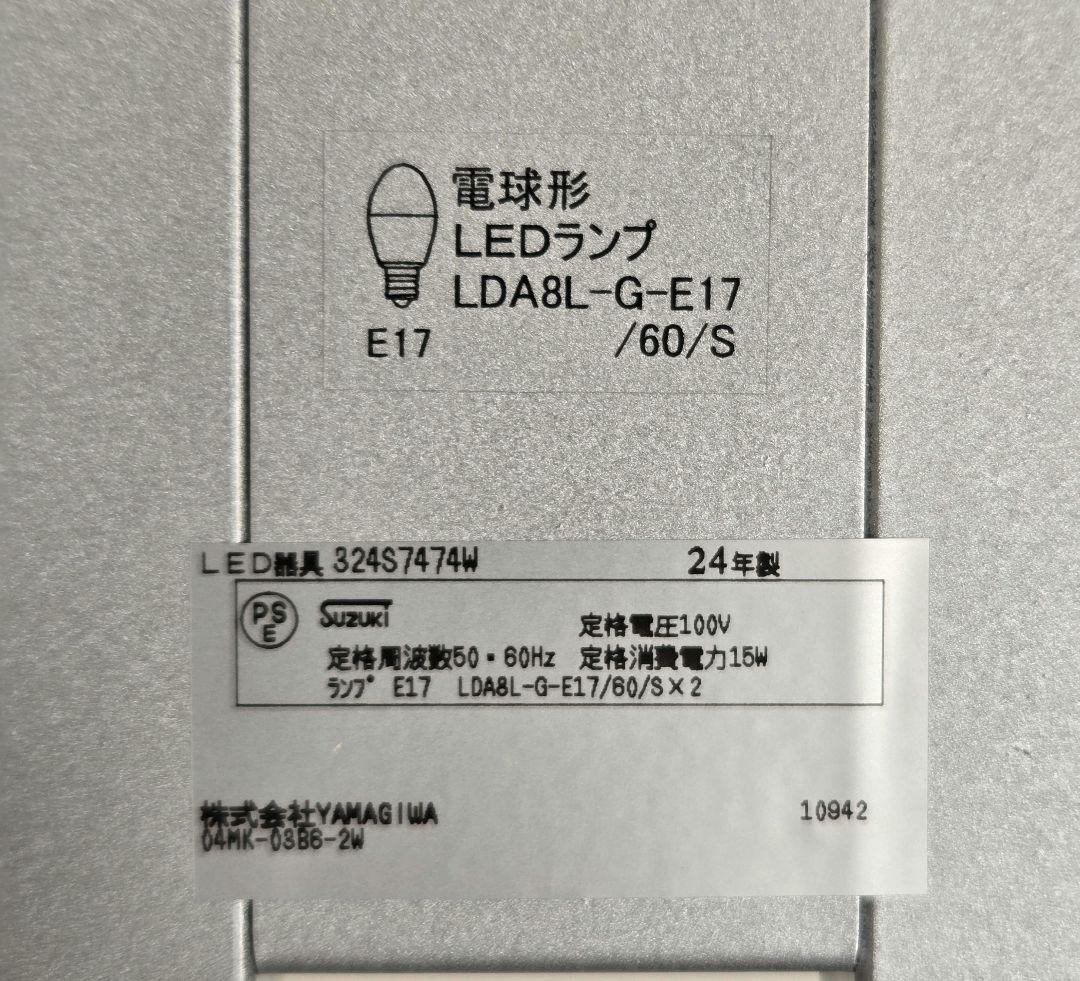 電球形
LEDランプ
LDA8L-G-E17
/60/S
E17
LED器具 324S7474W 24年製
PSE SUZUKI 定格電圧100V
定格周波数50・60Hz 定格消費電力15W
ﾗﾝﾌﾟ E17 LDA8L-G-E17/60/S×2
株式会社YAMAGIWA 10942
04MK-03B6-2W